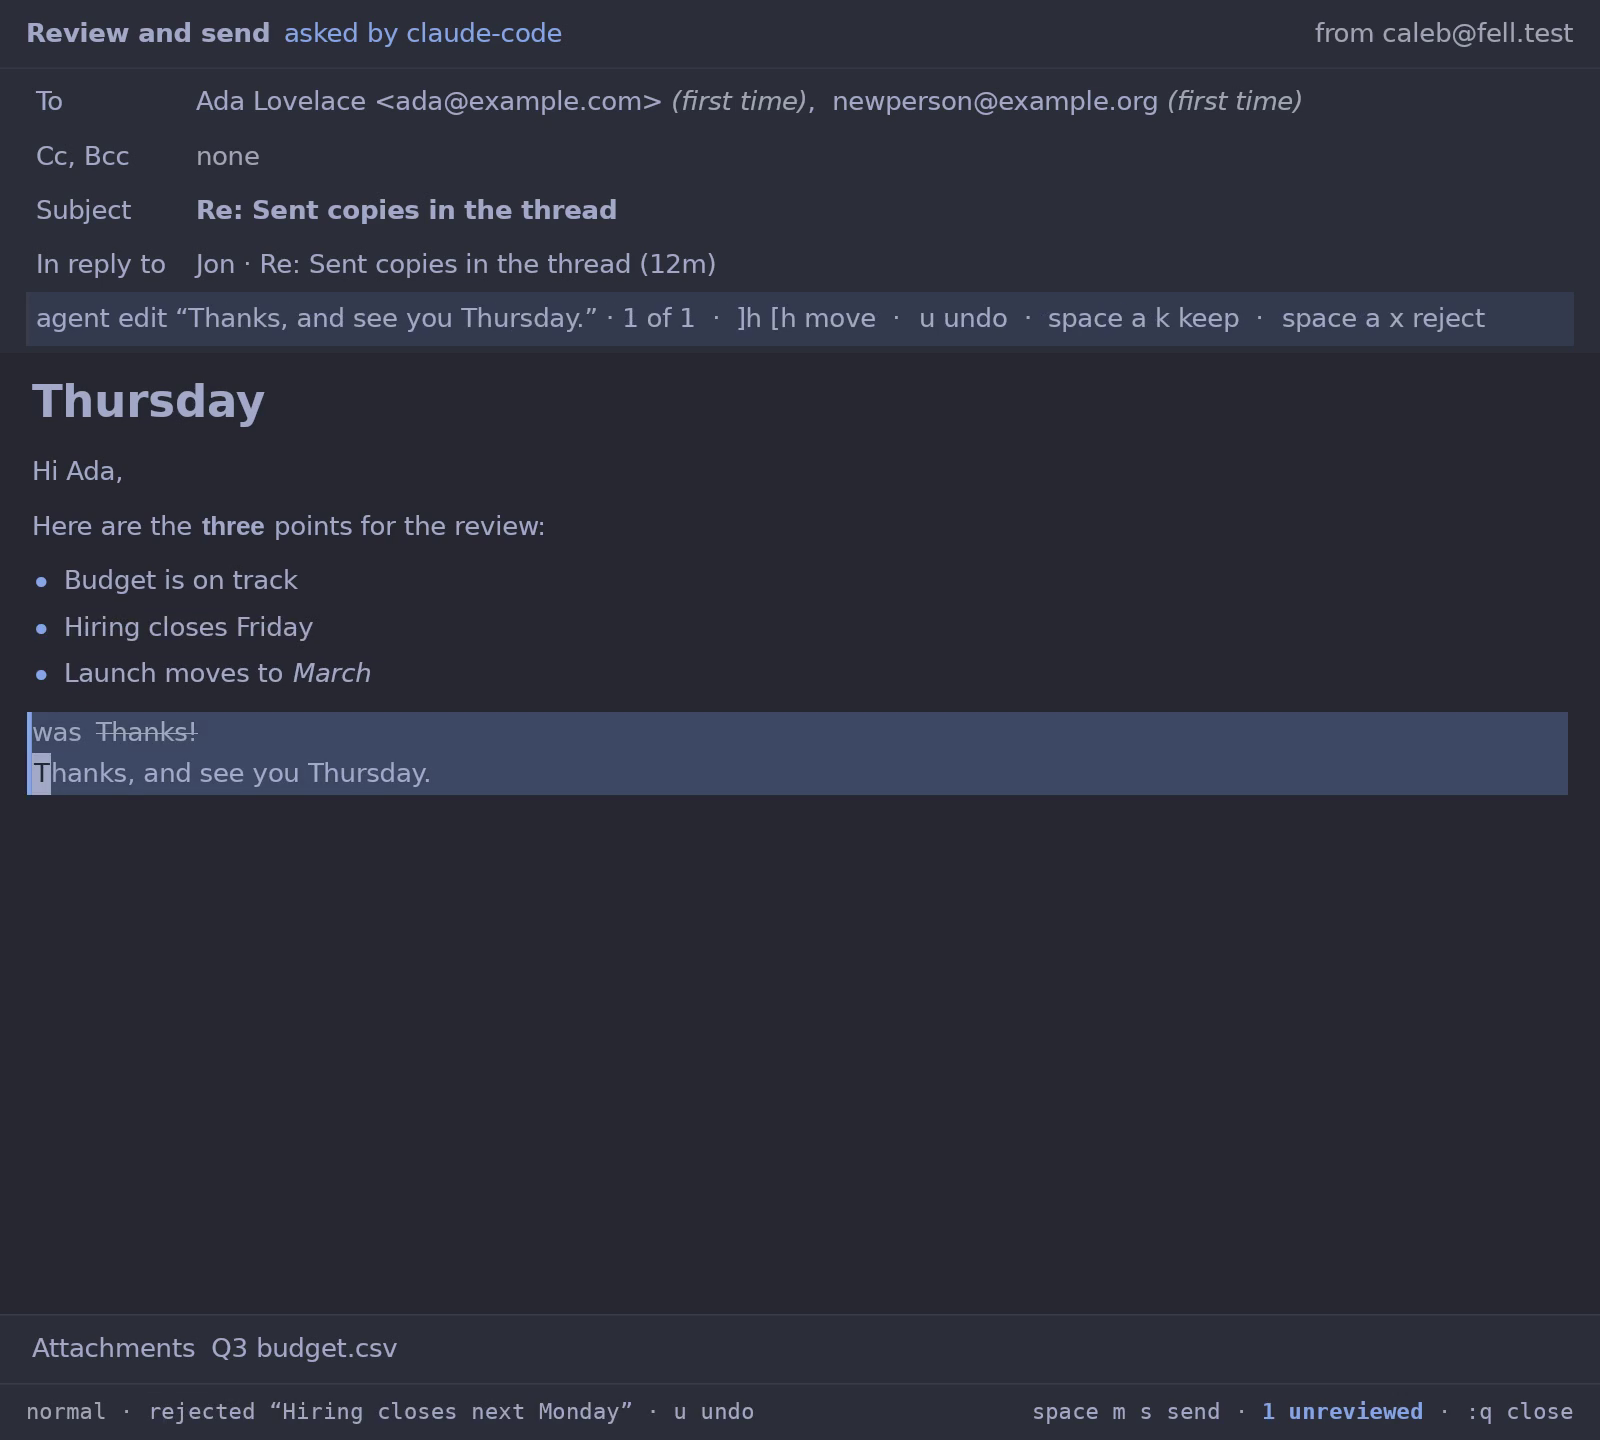 Review and send asked by claude-code from caleb@fell.test
To Ada Lovelace <ada@example.com> (first time), newperson@example.org (first time)
Cc, Bcc none
Subject Re: Sent copies in the thread
In reply to Jon · Re: Sent copies in the thread (12m)
agent edit “Thanks, and see you Thursday.” · 1 of 1 · ]h [h move · u undo · space a k keep · space a x reject
Thursday
Hi Ada,
Here are the three points for the review:
• Budget is on track
• Hiring closes Friday
• Launch moves to March
was Thanks!
Thanks, and see you Thursday.
Attachments Q3 budget.csv
normal · rejected “Hiring closes next Monday” · u undo space m s send · 1 unreviewed · :q close